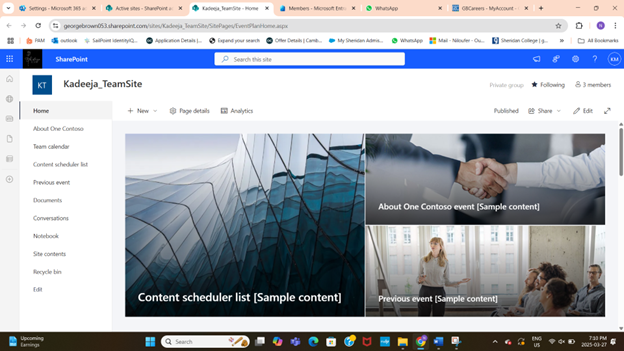 Settings - Microsoft 365 a
Active sites - SharePoint a
Kadeeja_TeamSite - Home
Members - Microsoft Entr
WhatsApp
GBCareers - MyAccount -
georgebrown053.sharepoint.com/sites/Kadeeja_TeamSite/SitePages/EventPlanHome.aspx
PAM
outlook
SailPoint IdentityIQ...
Application Details |...
Expand your search
Offer Details | Camb...
My Sheridan Admis...
WhatsApp
Mail - Niloufer - Ou...
Sheridan College | g...
All Bookmarks
SharePoint
Search this site
KM
KT
Kadeeja_TeamSite
Private group
Following
3 members
Home
New
Page details
Analytics
Published
Share
Edit
About One Contoso
Team calendar
Content scheduler list
Previous event
Documents
Conversations
Notebook
Site contents
Recycle bin
Edit
About One Contoso event [Sample content]
Content scheduler list [Sample content]
Previous event [Sample content]
Upcoming
Earnings
Search
ENG
US
7:10 PM
2025-03-27